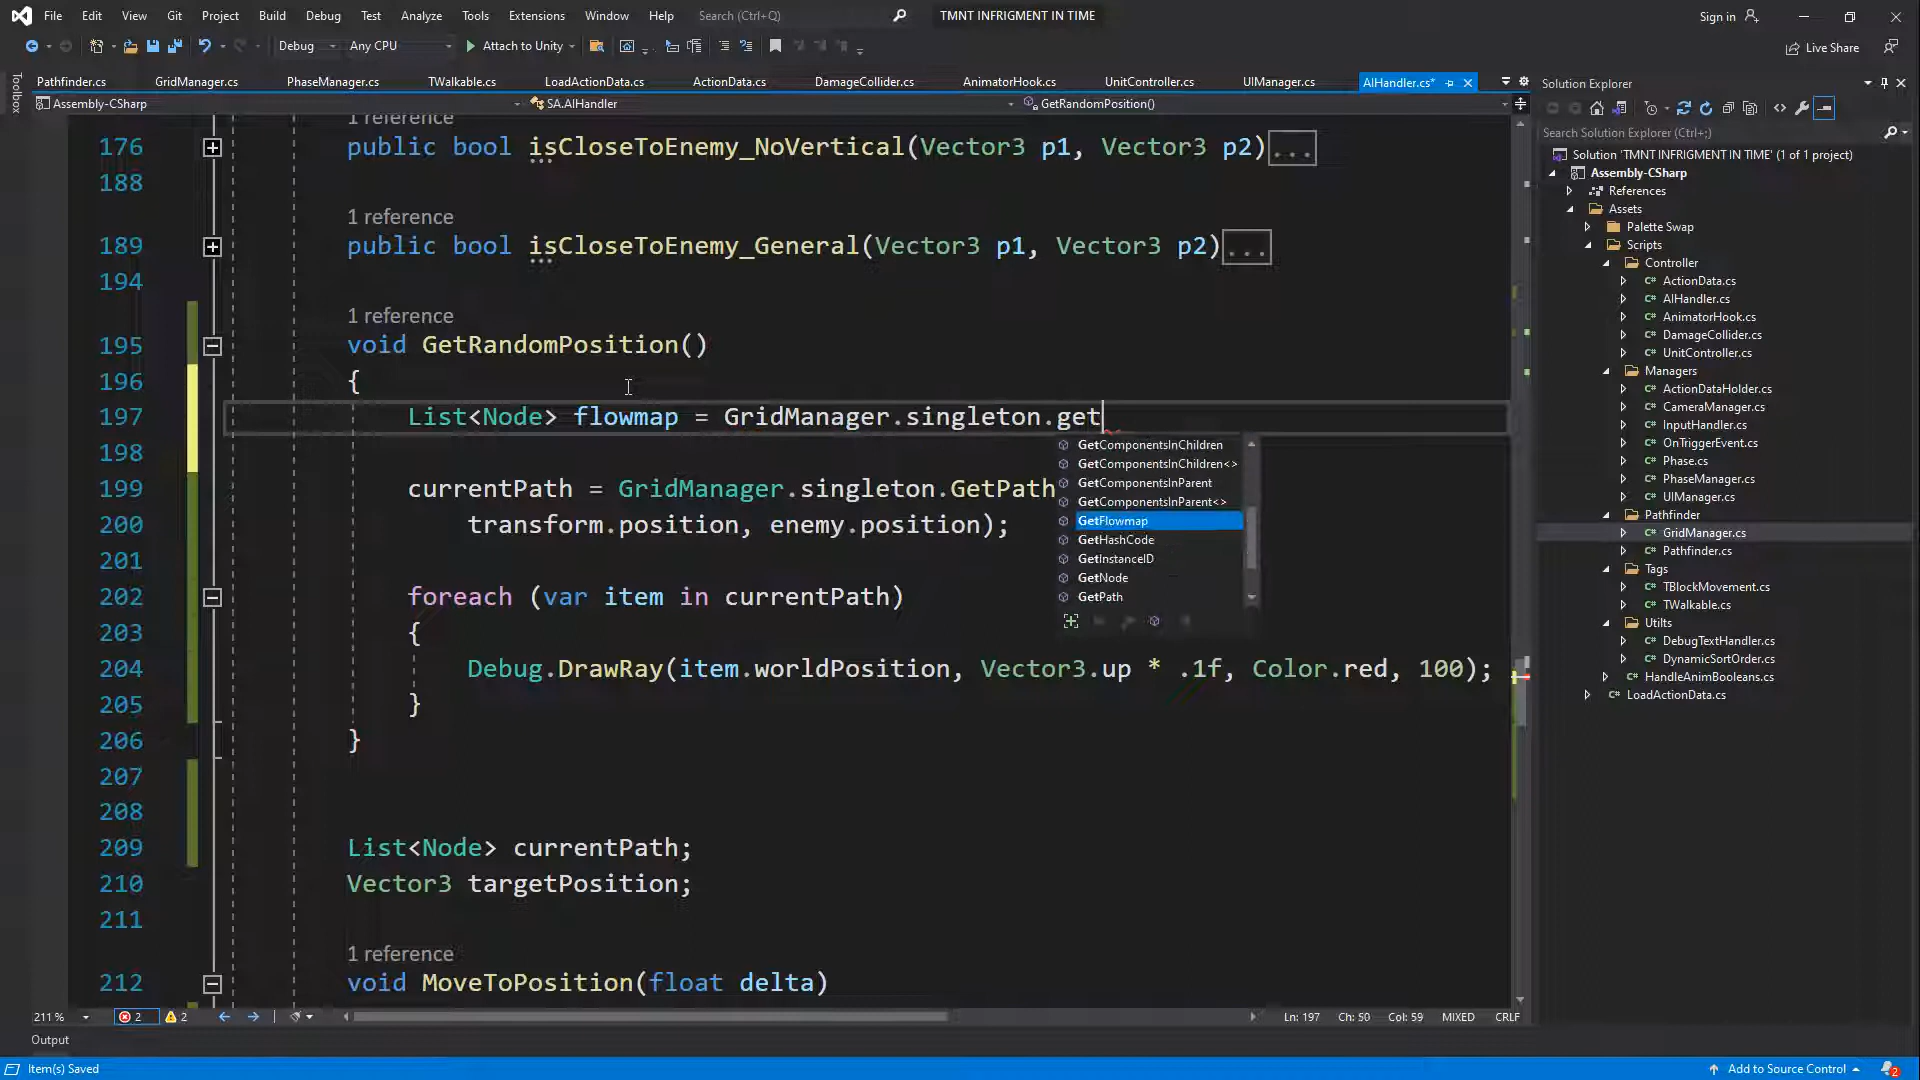 File Edit View Git Project Build Debug Test Analyze Tools Extensions Window Help Search (Ctrl+Q) TMNT INFRIGMENT IN TIME Sign in
Debug Any CPU Attach to Unity Live Share
Toolbox
Pathfinder.cs GridManager.cs PhaseManager.cs TWalkable.cs LoadActionData.cs ActionData.cs DamageCollider.cs AnimatorHook.cs UnitController.cs UIManager.cs AIHandler.cs*
Assembly-CSharp SA.AIHandler GetRandomPosition()
1 reference
176 public bool isCloseToEnemy_NoVertical(Vector3 p1, Vector3 p2)...
188
1 reference
189 public bool isCloseToEnemy_General(Vector3 p1, Vector3 p2)...
194
1 reference
195 void GetRandomPosition()
196 {
197 List<Node> flowmap = GridManager.singleton.get
198
199 currentPath = GridManager.singleton.GetPath
200 transform.position, enemy.position);
201
202 foreach (var item in currentPath)
203 {
204 Debug.DrawRay(item.worldPosition, Vector3.up * .1f, Color.red, 100);
205 }
206 }
207
208
209 List<Node> currentPath;
210 Vector3 targetPosition;
211
1 reference
212 void MoveToPosition(float delta)
GetComponentsInChildren
GetComponentsInChildren<>
GetComponentsInParent
GetComponentsInParent<>
GetFlowmap
GetHashCode
GetInstanceID
GetNode
GetPath
Solution Explorer
Search Solution Explorer (Ctrl+;)
Solution 'TMNT INFRIGMENT IN TIME' (1 of 1 project)
Assembly-CSharp
References
Assets
Palette Swap
Scripts
Controller
ActionData.cs
AIHandler.cs
AnimatorHook.cs
DamageCollider.cs
UnitController.cs
Managers
ActionDataHolder.cs
CameraManager.cs
InputHandler.cs
OnTriggerEvent.cs
Phase.cs
PhaseManager.cs
UIManager.cs
Pathfinder
GridManager.cs
Pathfinder.cs
Tags
TBlockMovement.cs
TWalkable.cs
Utilts
DebugTextHandler.cs
DynamicSortOrder.cs
HandleAnimBooleans.cs
LoadActionData.cs
211 % 2 2 Ln: 197 Ch: 50 Col: 59 MIXED CRLF
Output
Item(s) Saved Add to Source Control 2